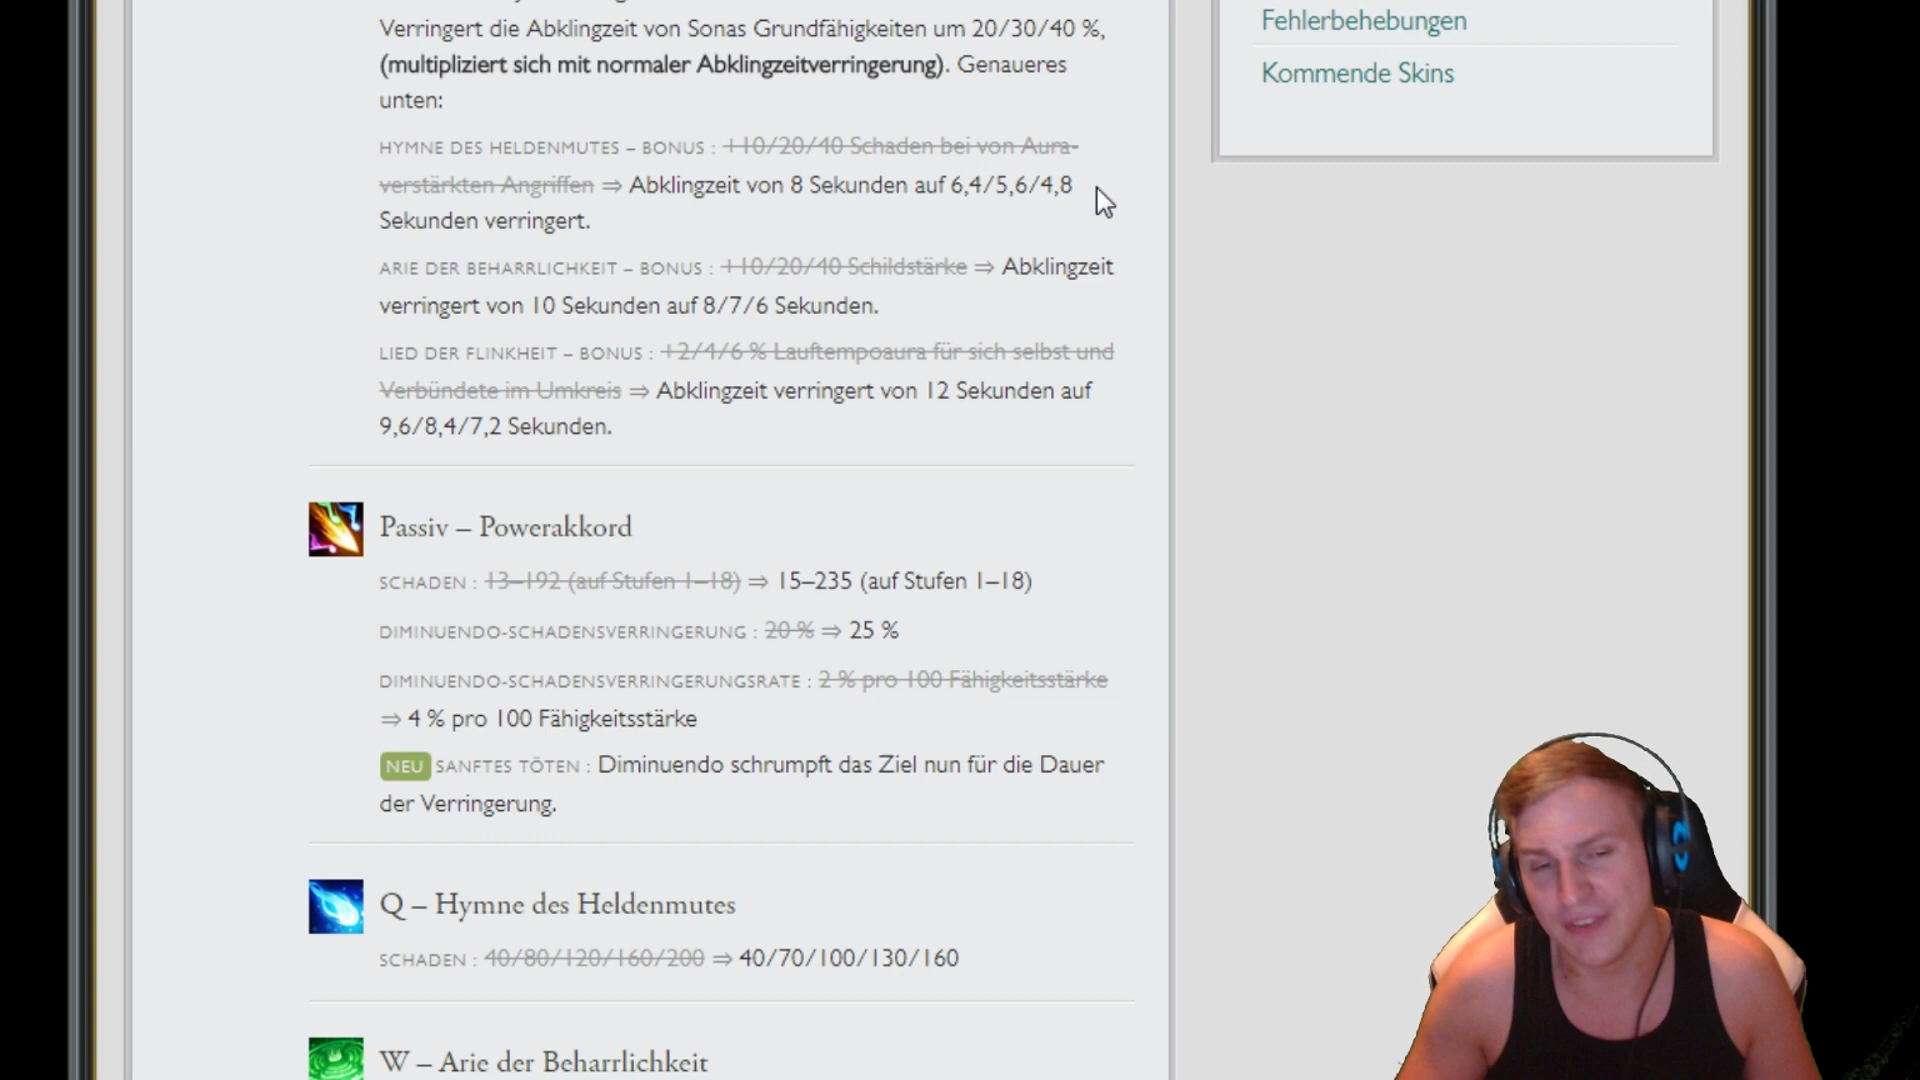 Verringert die Abklingzeit von Sonas Grundfähigkeiten um 20/30/40 %,
(multipliziert sich mit normaler Abklingzeitverringerung). Genaueres
unten:
HYMNE DES HELDENMUTES – BONUS : +10/20/40 Schaden bei von Aura-
verstärkten Angriffen ⇒ Abklingzeit von 8 Sekunden auf 6,4/5,6/4,8
Sekunden verringert.
ARIE DER BEHARRLICHKEIT – BONUS : +10/20/40 Schildstärke ⇒ Abklingzeit
verringert von 10 Sekunden auf 8/7/6 Sekunden.
LIED DER FLINKHEIT – BONUS : +2/4/6 % Lauftempoaura für sich selbst und
Verbündete im Umkreis ⇒ Abklingzeit verringert von 12 Sekunden auf
9,6/8,4/7,2 Sekunden.
Passiv – Powerakkord
SCHADEN : 13–192 (auf Stufen 1–18) ⇒ 15–235 (auf Stufen 1–18)
DIMINUENDO-SCHADENSVERRINGERUNG : 20 % ⇒ 25 %
DIMINUENDO-SCHADENSVERRINGERUNGSRATE : 2 % pro 100 Fähigkeitsstärke
⇒ 4 % pro 100 Fähigkeitsstärke
NEU SANFTES TÖTEN : Diminuendo schrumpft das Ziel nun für die Dauer
der Verringerung.
Q – Hymne des Heldenmutes
SCHADEN : 40/80/120/160/200 ⇒ 40/70/100/130/160
W – Arie der Beharrlichkeit
Fehlerbehebungen
Kommende Skins